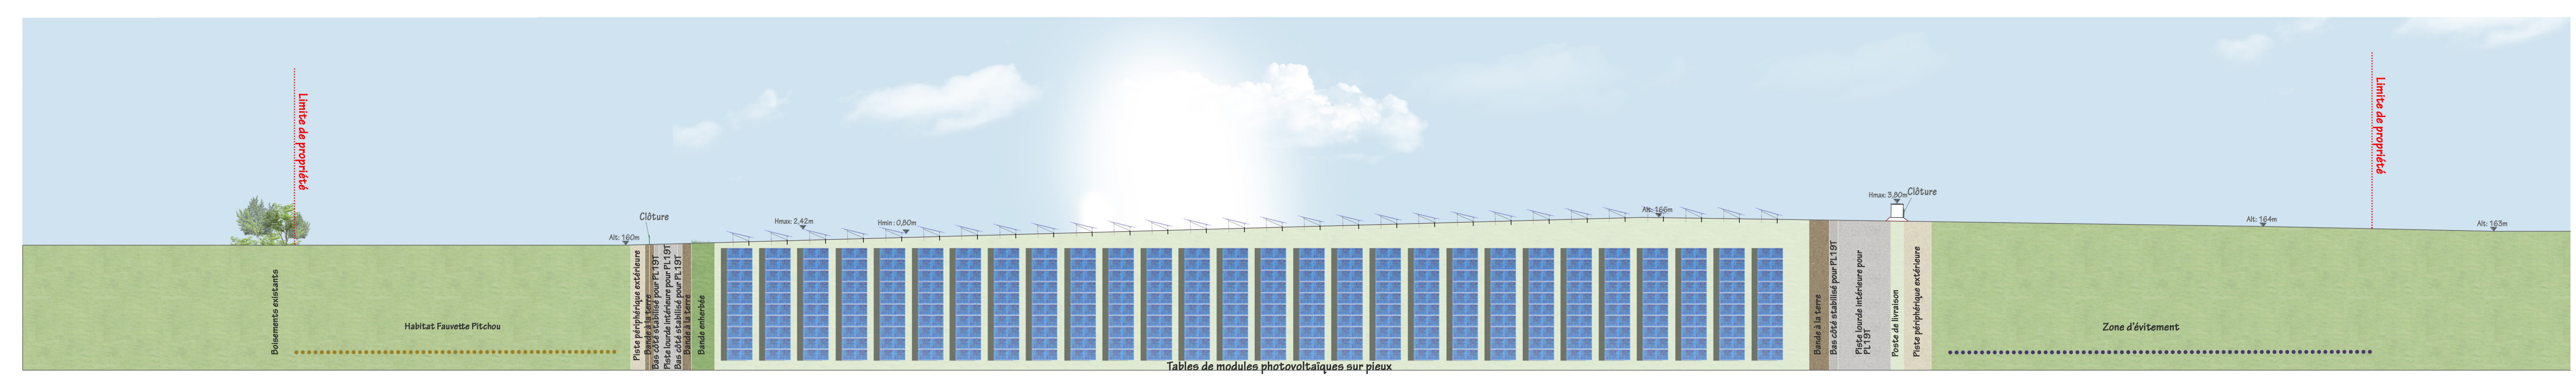 Limite de propriété
Limite de propriété
Clôture
Alt: 160m
Hmax: 2,42m
Hmin : 0,80m
Alt: 166m
Hmax: 3,60m
Clôture
Alt: 164m
Alt: 163m
Boisements existants
Habitat Fauvette Pitchou
Piste périphérique extérieure
Bande à la terre
Bas côté stabilisé pour PL19T
Piste lourde intérieure pour PL19T
Bas côté stabilisé pour PL19T
Bande à la terre
Bande enherbée
Tables de modules photovoltaïques sur pieux
Bande à la terre
Bas côté stabilisé pour PL19T
Piste lourde intérieure pour
PL19T
Poste de livraison
Piste périphérique extérieure
Zone d'évitement